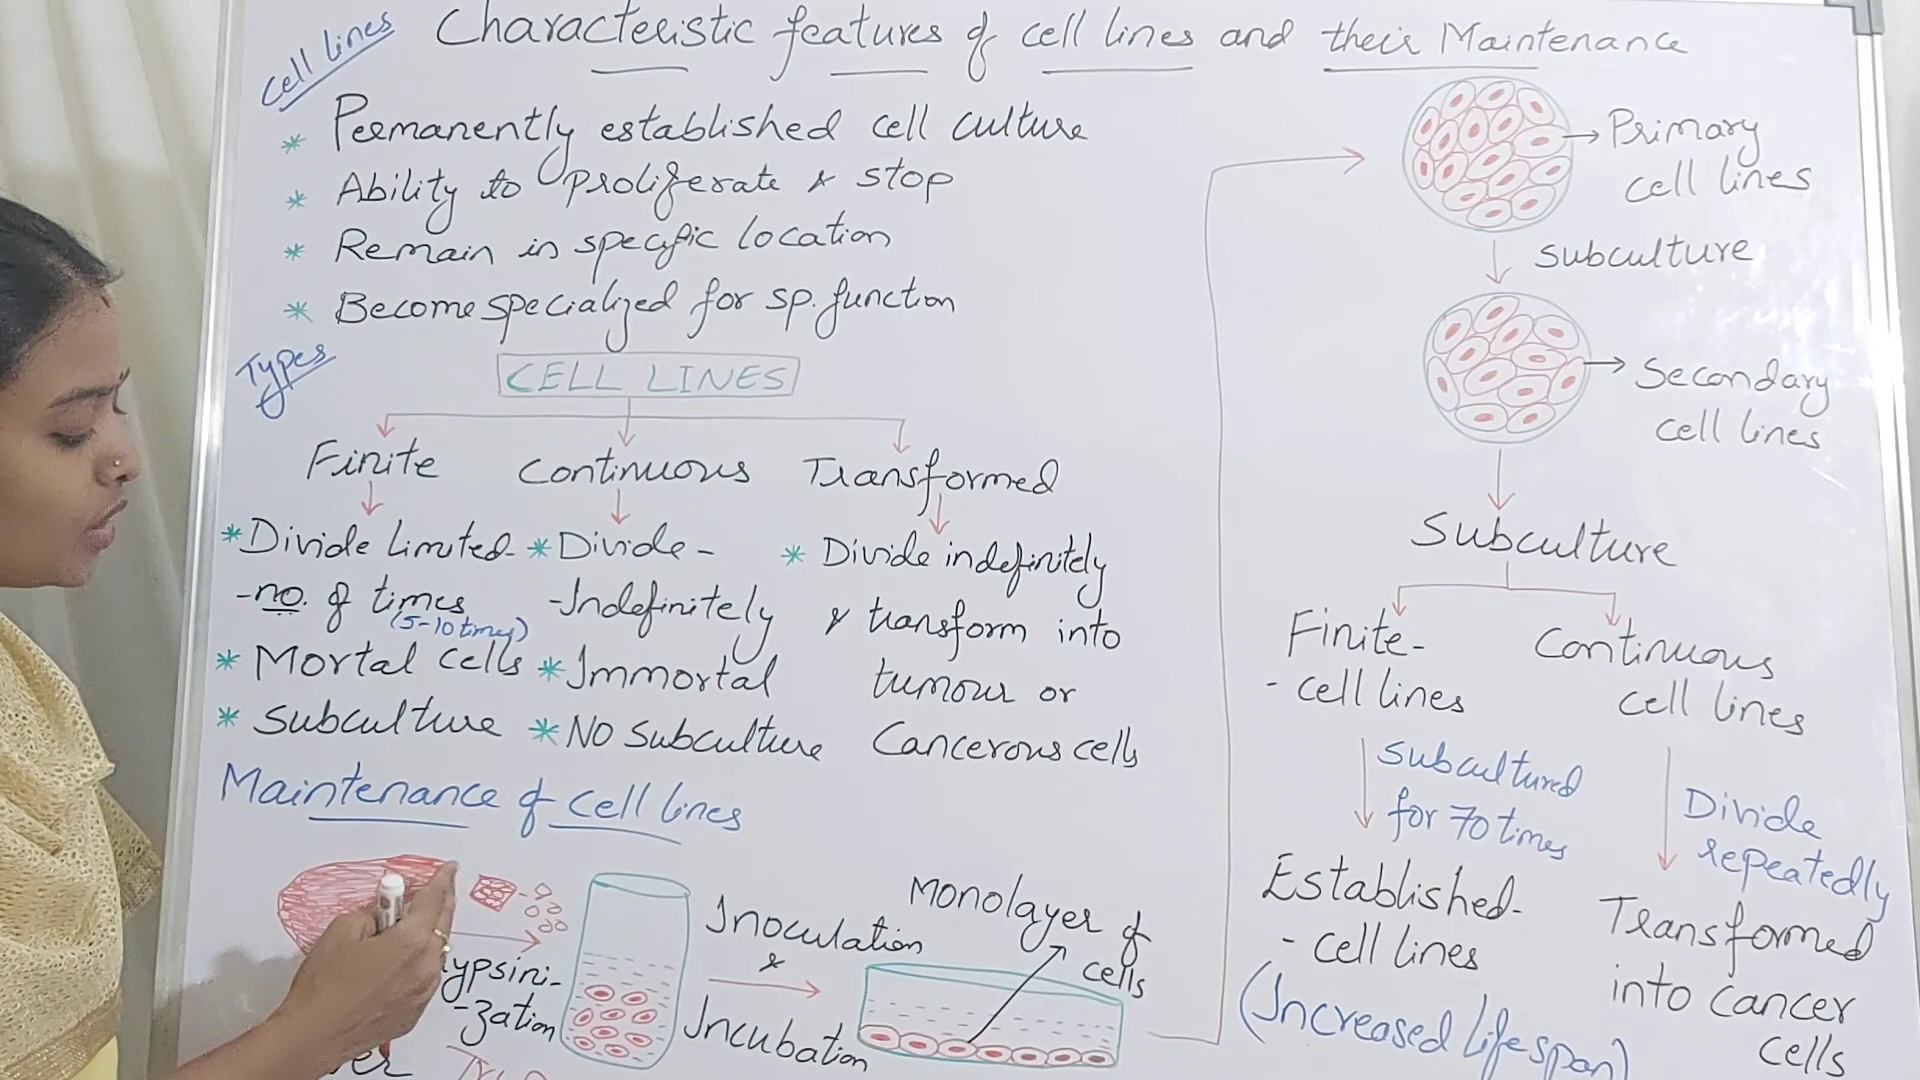 Characteristic features of cell lines and their Maintenance
Cell lines
* Permanently established cell culture
* Ability to proliferate & stop
* Remain in specific location
* Become specialized for sp. function
Types
CELL LINES
Finite
* Divide limited-
-no. of times
(5-10 times)
* Mortal cells
* Subculture
Continuous
* Divide-
-Indefinitely
* Immortal
* NO Subculture
Transformed
* Divide indefinitely
& transform into
tumour or
Cancerous cells
Maintenance of cell lines
ypsini-
-zation
Inoculation
&
Incubation
Monolayer of
cells
Primary
cell lines
subculture
Secondary
cell lines
Subculture
Finite-
- cell lines
subcultured
for 70 times
Established-
- cell lines
(Increased life span)
Continuous
cell lines
Divide
repeatedly
Transformed
into cancer
cells